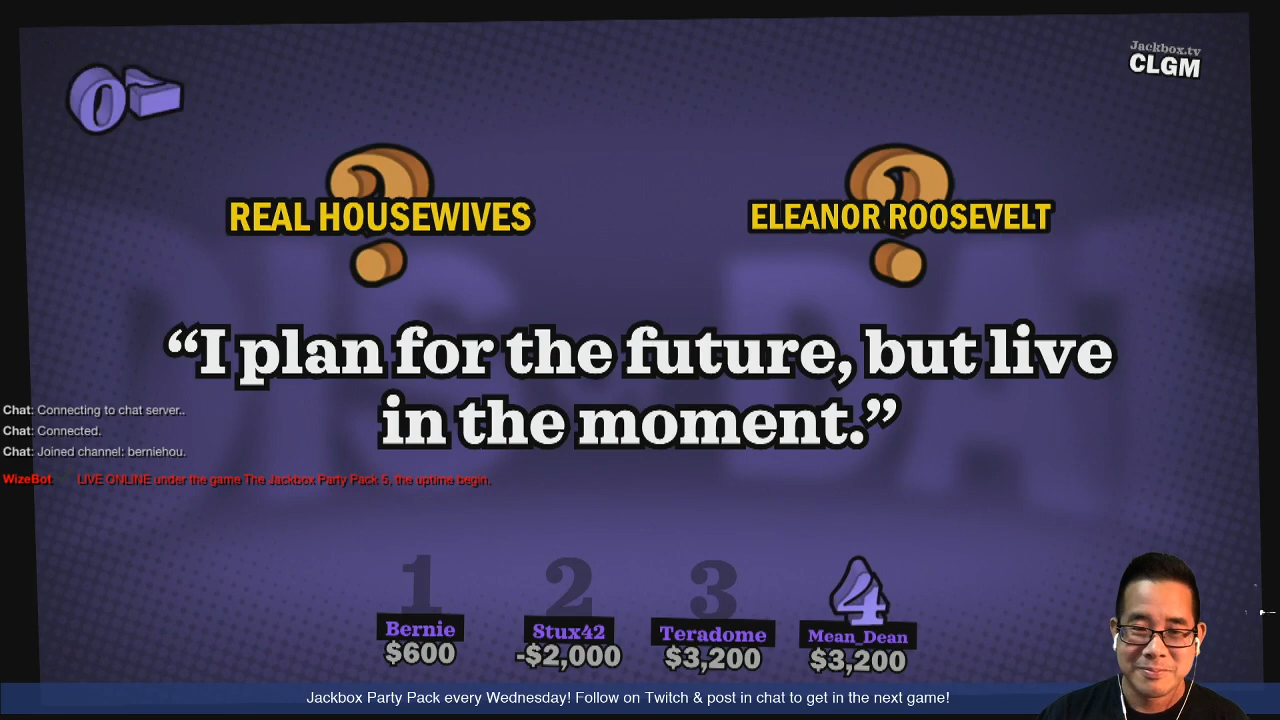 Jackbox.tv
CLGM
REAL HOUSEWIVES
ELEANOR ROOSEVELT
“I plan for the future, but live
in the moment.”
Chat: Connecting to chat server..
Chat: Connected.
Chat: Joined channel: berniehou.
WizeBot LIVE ONLINE under the game The Jackbox Party Pack 5, the uptime begin.
1 2 3 4
Bernie Stux42 Teradome Mean_Dean
$600 -$2,000 $3,200 $3,200
Jackbox Party Pack every Wednesday! Follow on Twitch & post in chat to get in the next game!